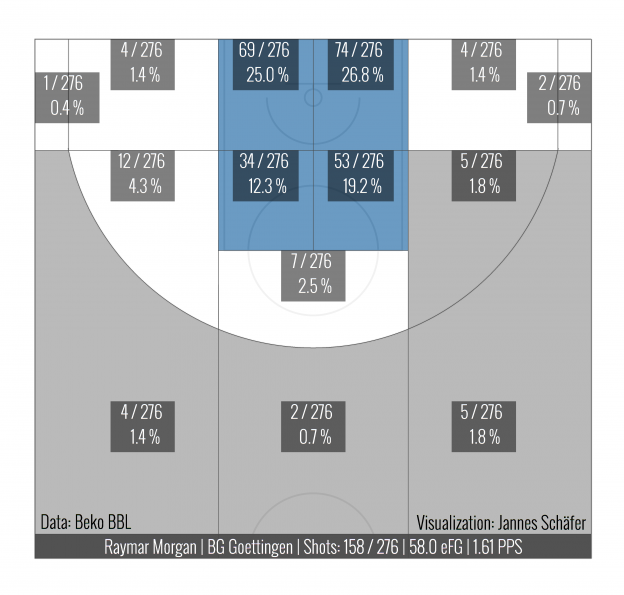 4 / 276
1.4 %
69 / 276
25.0 %
74 / 276
26.8 %
4 / 276
1.4 %
1 / 276
0.4 %
2 / 276
0.7 %
12 / 276
4.3 %
34 / 276
12.3 %
53 / 276
19.2 %
5 / 276
1.8 %
7 / 276
2.5 %
4 / 276
1.4 %
2 / 276
0.7 %
5 / 276
1.8 %
Data: Beko BBL
Visualization: Jannes Schäfer
Raymar Morgan | BG Goettingen | Shots: 158 / 276 | 58.0 eFG | 1.61 PPS